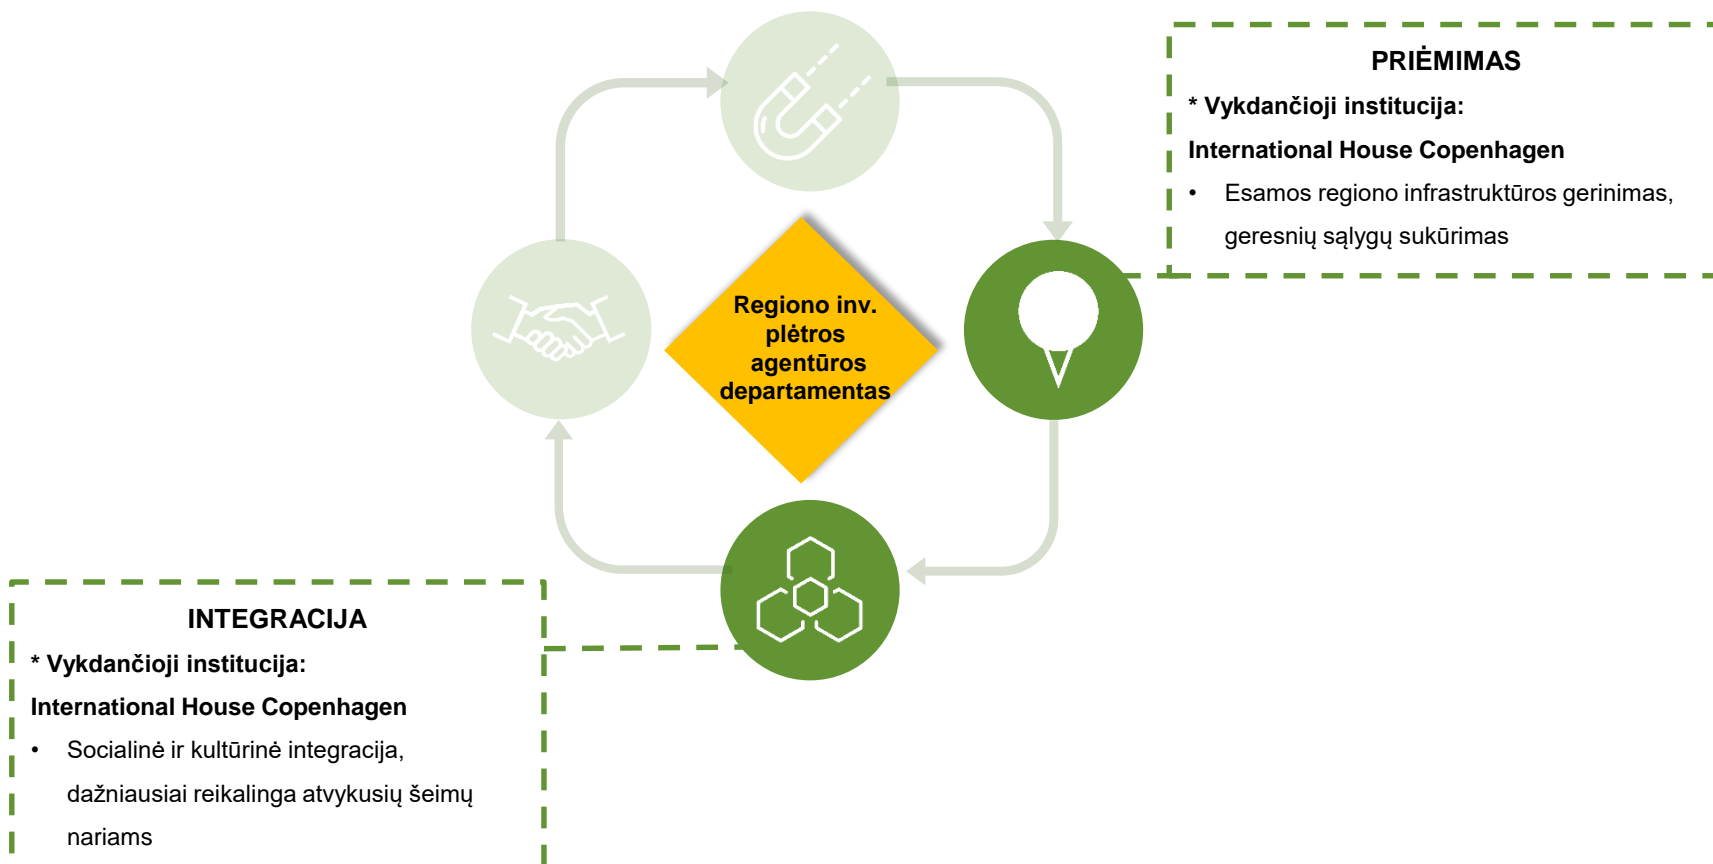 PRIĖMIMAS
* Vykdančioji institucija:
International House Copenhagen
• Esamos regiono infrastruktūros gerinimas,
geresnių sąlygų sukūrimas
Regiono inv.
plėtros
agentūros
departamentas
INTEGRACIJA
* Vykdančioji institucija:
International House Copenhagen
• Socialinė ir kultūrinė integracija,
dažniausiai reikalinga atvykusių šeimų
nariams